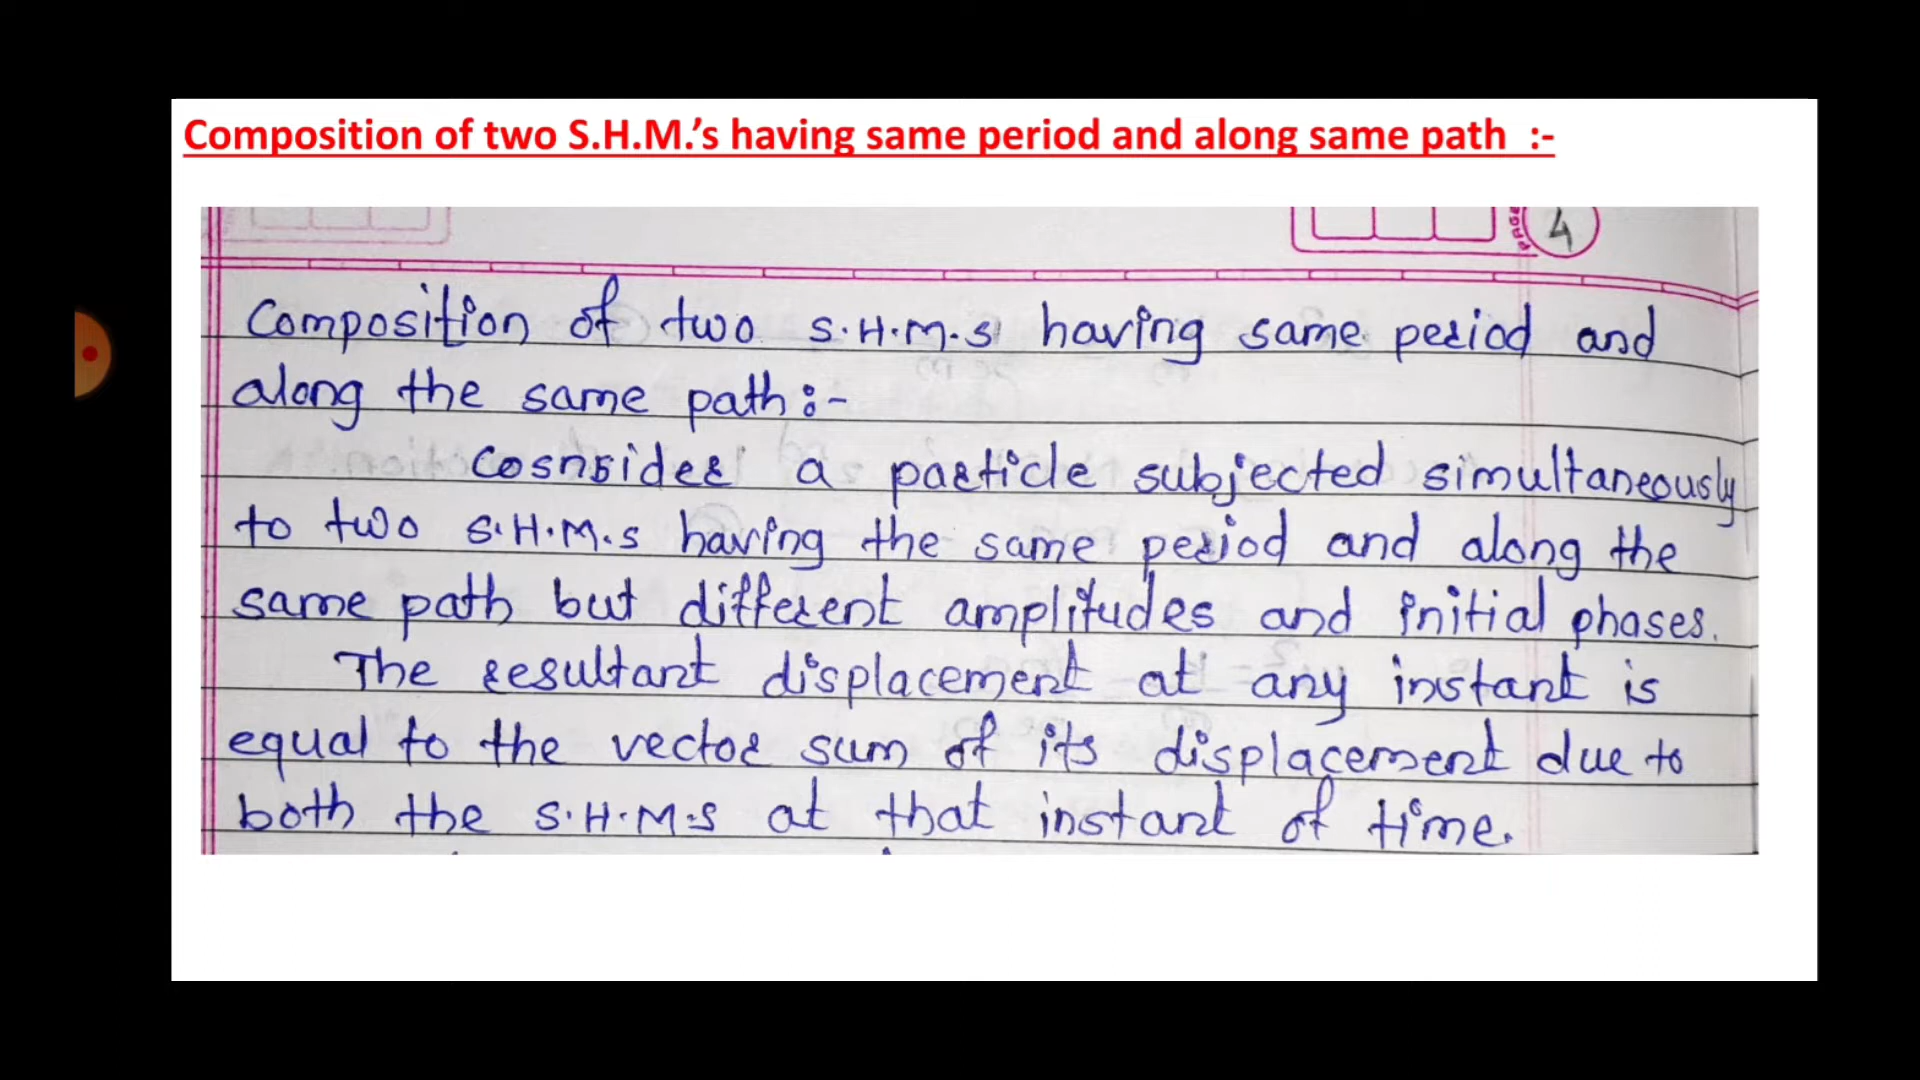 Composition of two S.H.M.'s having same period and along same path :-
PAGE 4
Composition of two S.H.M.s having same period and
along the same path:-
Cosnsider a particle subjected simultaneously
to two S.H.M.s having the same period and along the
same path but different amplitudes and initial phases.
The resultant displacement at any instant is
equal to the vector sum of its displacement due to
both the S.H.M.s at that instant of time.